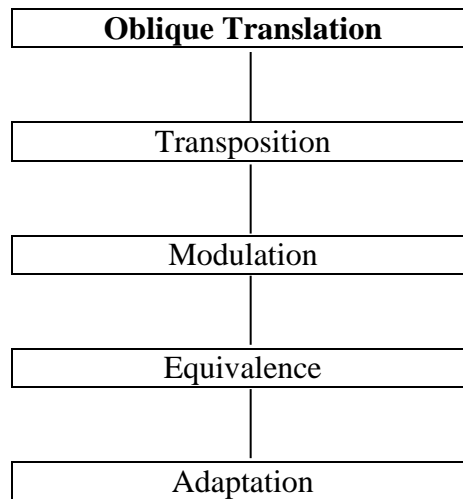 Oblique Translation
Transposition
Modulation
Equivalence
Adaptation